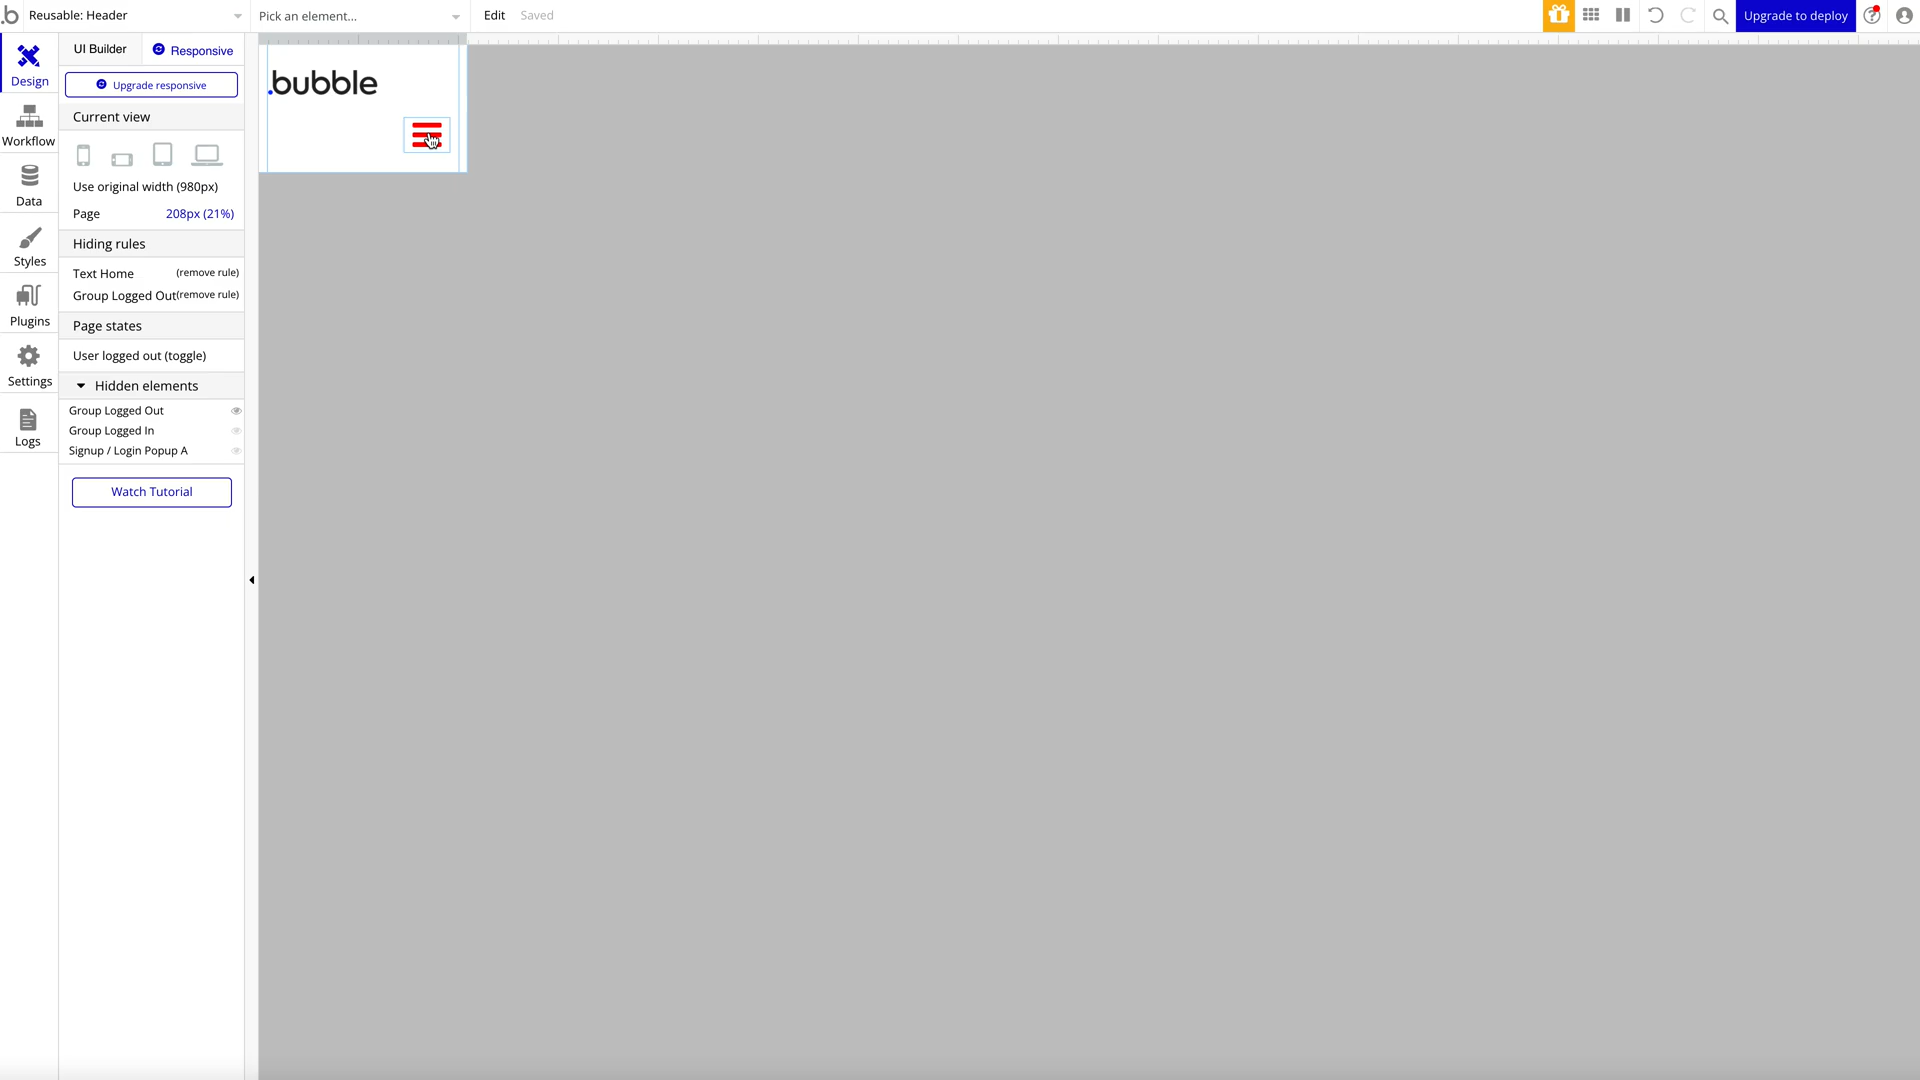 Reusable: Header
Pick an element...
Edit
Saved
Upgrade to deploy
Design
Workflow
Data
Styles
Plugins
Settings
Logs
UI Builder
Responsive
Upgrade responsive
Current view
Use original width (980px)
Page 208px (21%)
Hiding rules
Text Home (remove rule)
Group Logged Out(remove rule)
Page states
User logged out (toggle)
Hidden elements
Group Logged Out
Group Logged In
Signup / Login Popup A
Watch Tutorial
.bubble